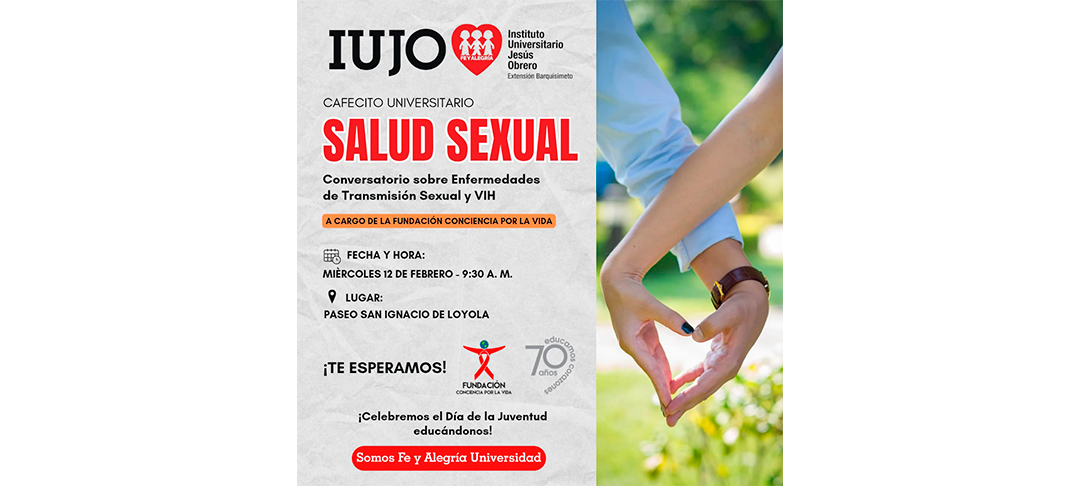 IUJO
FE Y ALEGRÍA
Instituto
Universitario
Jesús
Obrero
Extensión Barquisimeto
CAFECITO UNIVERSITARIO
SALUD SEXUAL
Conversatorio sobre Enfermedades
de Transmisión Sexual y VIH
A CARGO DE LA FUNDACIÓN CONCIENCIA POR LA VIDA
FECHA Y HORA:
MIÈRCOLES 12 DE FEBRERO - 9:30 A. M.
LUGAR:
PASEO SAN IGNACIO DE LOYOLA
¡TE ESPERAMOS!
FUNDACIÓN
CONCIENCIA POR LA VIDA
70
años
educamos corazones
¡Celebremos el Día de la Juventud
educándonos!
Somos Fe y Alegría Universidad